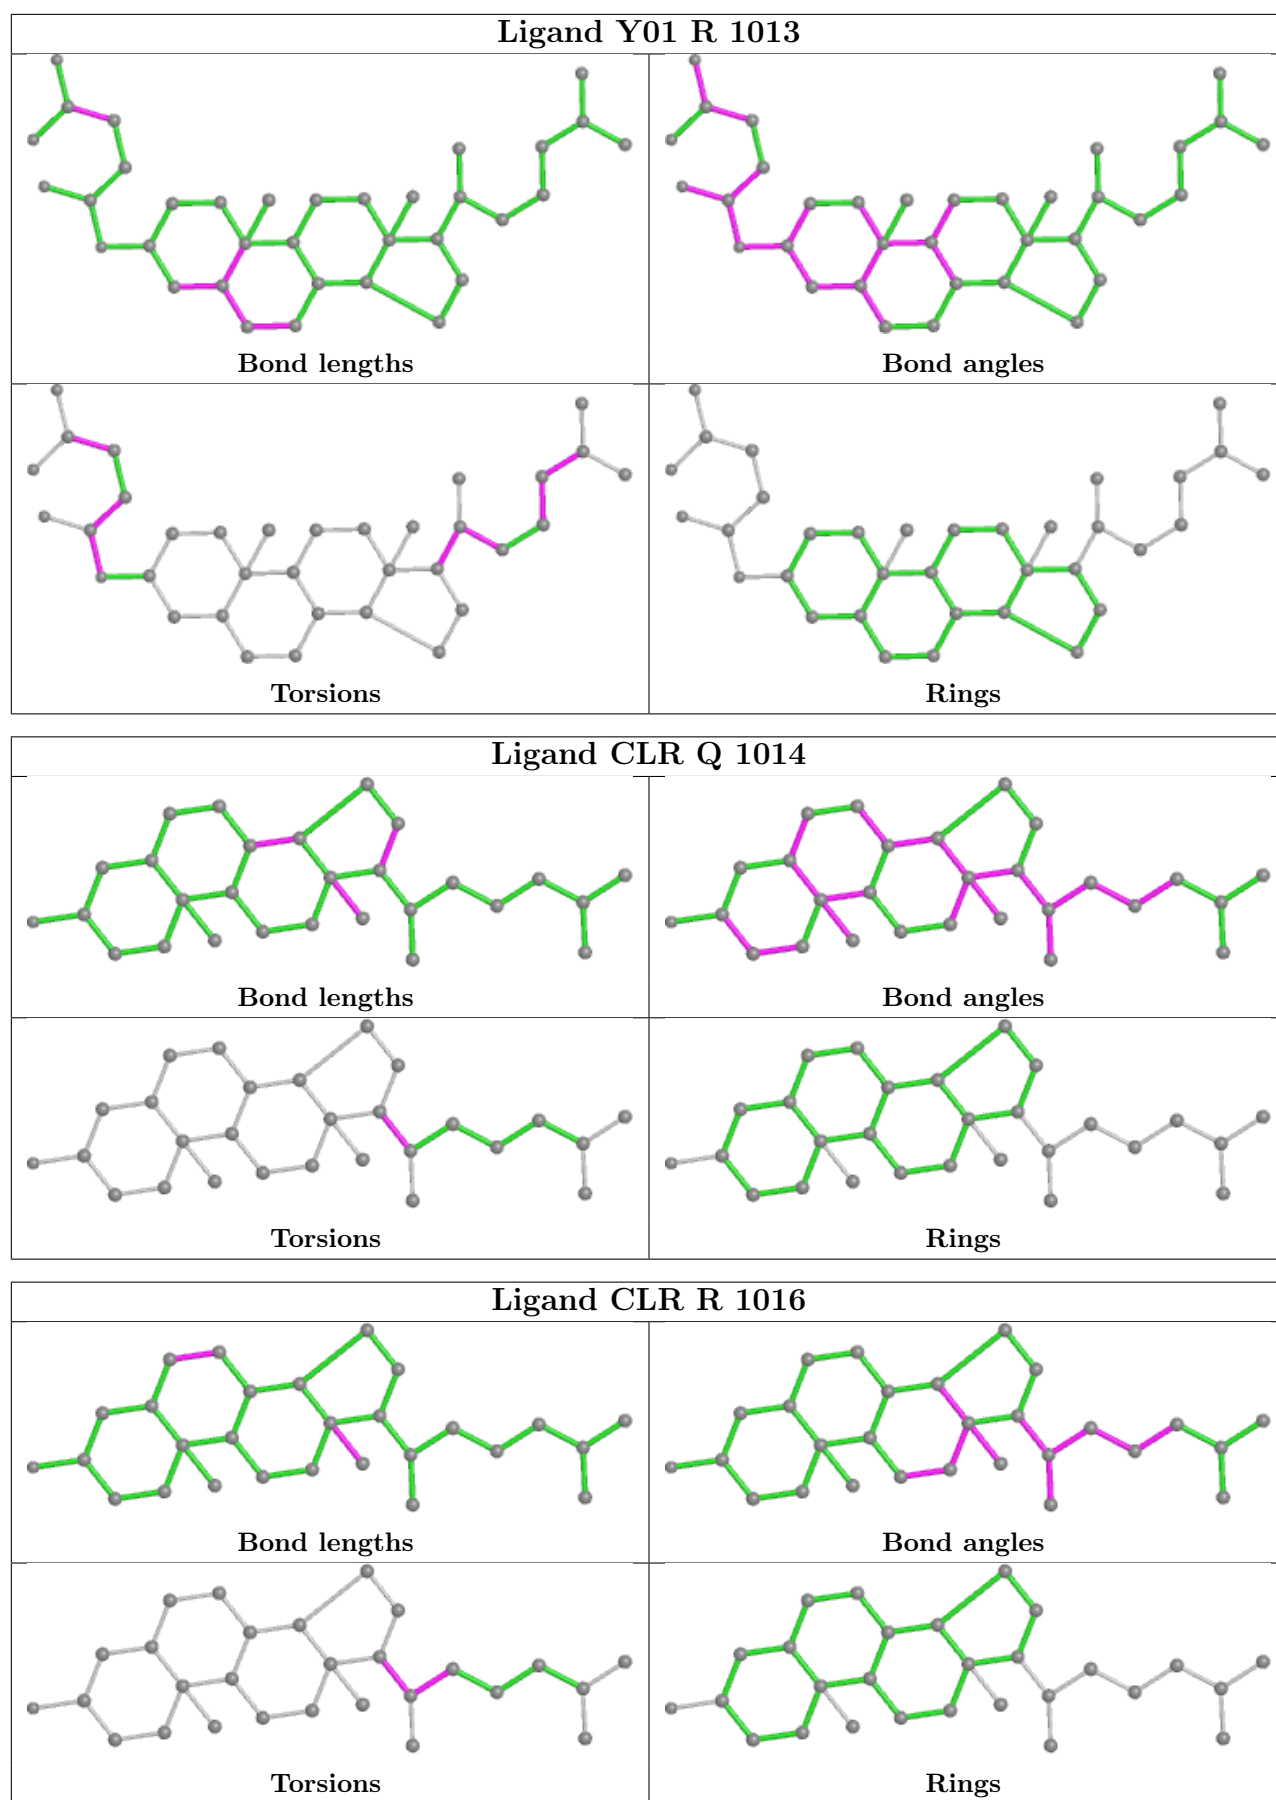 Ligand Y01 R 1013
Bond lengths
Bond angles
Torsions
Rings
Ligand CLR Q 1014
Bond lengths
Bond angles
Torsions
Rings
Ligand CLR R 1016
Bond lengths
Bond angles
Torsions
Rings